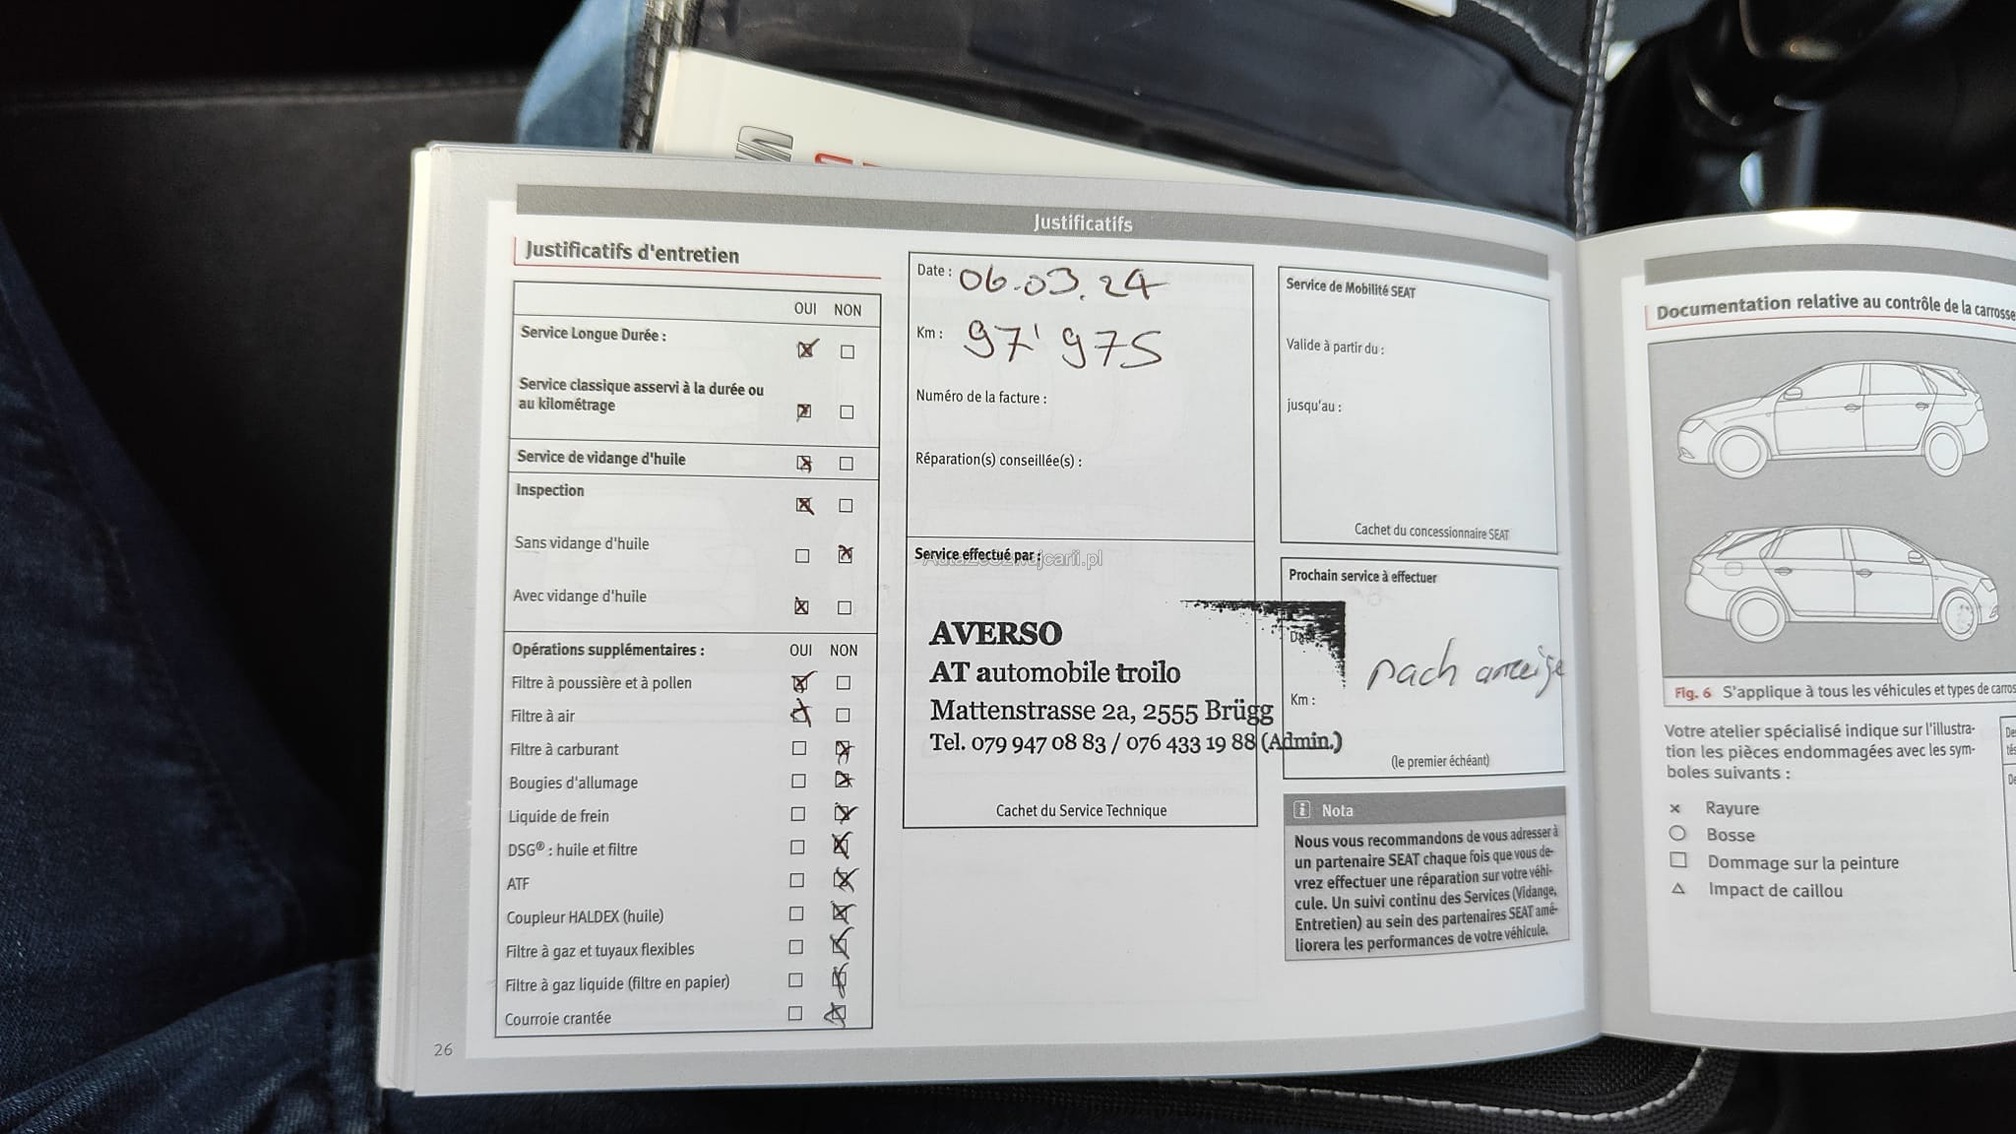 Justificatifs
Justificatifs d'entretien
OUI NON
Service Longue Durée :
Service classique asservi à la durée ou
au kilométrage
Service de vidange d'huile
Inspection
Sans vidange d'huile
Avec vidange d'huile
Opérations supplémentaires : OUI NON
Filtre à poussière et à pollen
Filtre à air
Filtre à carburant
Bougies d'allumage
Liquide de frein
DSG® : huile et filtre
ATF
Coupleur HALDEX (huile)
Filtre à gaz et tuyaux flexibles
Filtre à gaz liquide (filtre en papier)
Courroie crantée
26
Date : 06.03.24
Km : 97'975
Numéro de la facture :
Réparation(s) conseillée(s) :
Service effectué par :
AutazeSzwajcarii.pl
AVERSO
AT automobile troilo
Mattenstrasse 2a, 2555 Brügg
Tel. 079 947 08 83 / 076 433 19 88 (Admin.)
Cachet du Service Technique
Service de Mobilité SEAT
Valide à partir du :
jusqu'au :
Cachet du concessionnaire SEAT
Prochain service à effectuer
nach anzeige
Km :
(le premier échéant)
i Nota
Nous vous recommandons de vous adresser à
un partenaire SEAT chaque fois que vous de-
vrez effectuer une réparation sur votre véhi-
cule. Un suivi continu des Services (Vidange,
Entretien) au sein des partenaires SEAT amé-
liorera les performances de votre véhicule.
Documentation relative au contrôle de la carrosse
Fig. 6 S'applique à tous les véhicules et types de carros
Votre atelier spécialisé indique sur l'illustra-
tion les pièces endommagées avec les sym-
boles suivants :
Rayure
Bosse
Dommage sur la peinture
Impact de caillou